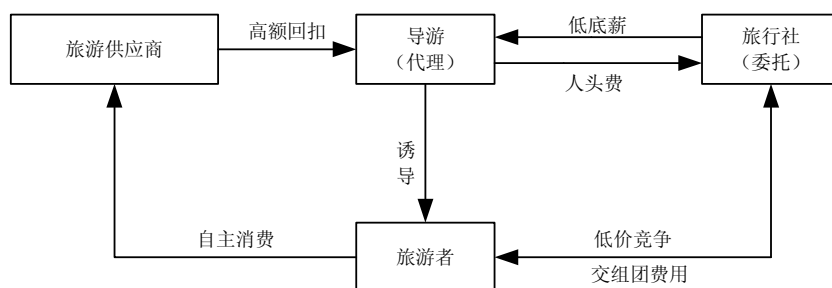 高额回扣
低底薪
旅游供应商
导游
（代理）
旅行社
（委托）
人头费
诱
导
自主消费
旅游者
低价竞争
交组团费用